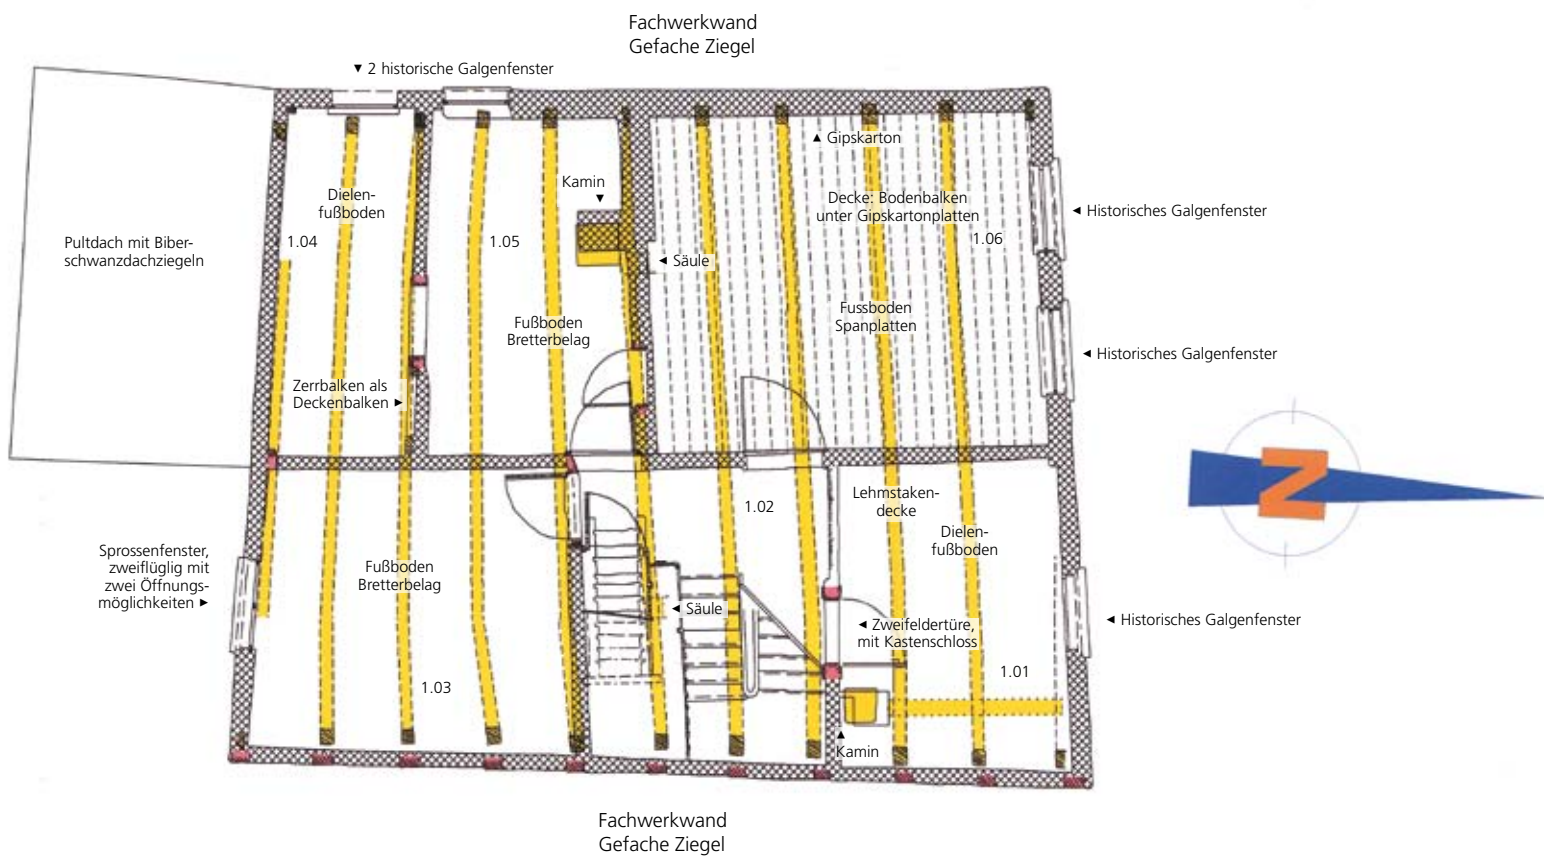 Fachwerkwand
Gefache Ziegel
▼ 2 historische Galgenfenster
▲ Gipskarton
Kamin
▼
Dielen-
fußboden
1.04
1.05
Decke: Bodenbalken
unter Gipskartonplatten
1.06
◄ Historisches Galgenfenster
Pultdach mit Biber-
schwanzdachziegeln
◄ Säule
Fußboden
Bretterbelag
Fussboden
Spanplatten
◄ Historisches Galgenfenster
Zerrbalken als
Deckenbalken ►
N
1.02
Lehmstaken-
decke
Dielen-
fußboden
Sprossenfenster,
zweiflüglig mit
zwei Öffnungs-
möglichkeiten ►
Fußboden
Bretterbelag
◄ Säule
◄ Zweifeldertüre,
mit Kastenschloss
◄ Historisches Galgenfenster
1.03
1.01
▲
Kamin
Fachwerkwand
Gefache Ziegel